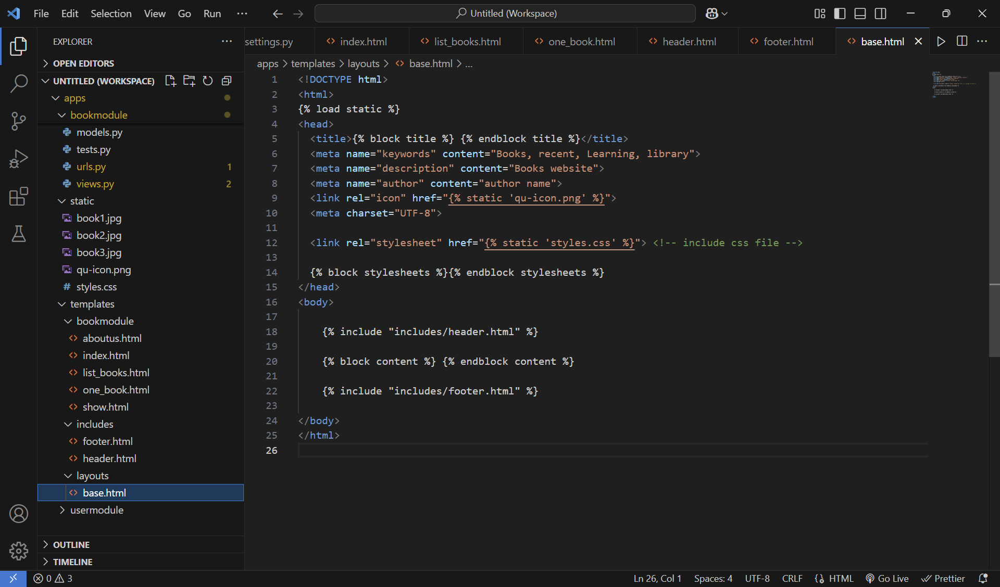 File Edit Selection View Go Run ··· Untitled (Workspace)
EXPLORER ···
OPEN EDITORS
UNTITLED (WORKSPACE)
apps
bookmodule
models.py
tests.py
urls.py 1
views.py 2
static
book1.jpg
book2.jpg
book3.jpg
qu-icon.png
# styles.css
templates
bookmodule
<> aboutus.html
<> index.html
<> list_books.html
<> one_book.html
<> show.html
includes
<> footer.html
<> header.html
layouts
<> base.html
usermodule
OUTLINE
TIMELINE
settings.py <> index.html <> list_books.html <> one_book.html <> header.html <> footer.html <> base.html ···
apps > templates > layouts > <> base.html > ...
1 <!DOCTYPE html>
2 <html>
3 {% load static %}
4 <head>
5 <title>{% block title %} {% endblock title %}</title>
6 <meta name="keywords" content="Books, recent, Learning, library">
7 <meta name="description" content="Books website">
8 <meta name="author" content="author name">
9 <link rel="icon" href="{% static 'qu-icon.png' %}">
10 <meta charset="UTF-8">
11
12 <link rel="stylesheet" href="{% static 'styles.css' %}"> <!-- include css file -->
13
14 {% block stylesheets %}{% endblock stylesheets %}
15 </head>
16 <body>
17
18 {% include "includes/header.html" %}
19
20 {% block content %} {% endblock content %}
21
22 {% include "includes/footer.html" %}
23
24 </body>
25 </html>
26
0 3 Ln 26, Col 1 Spaces: 4 UTF-8 CRLF HTML Go Live Prettier